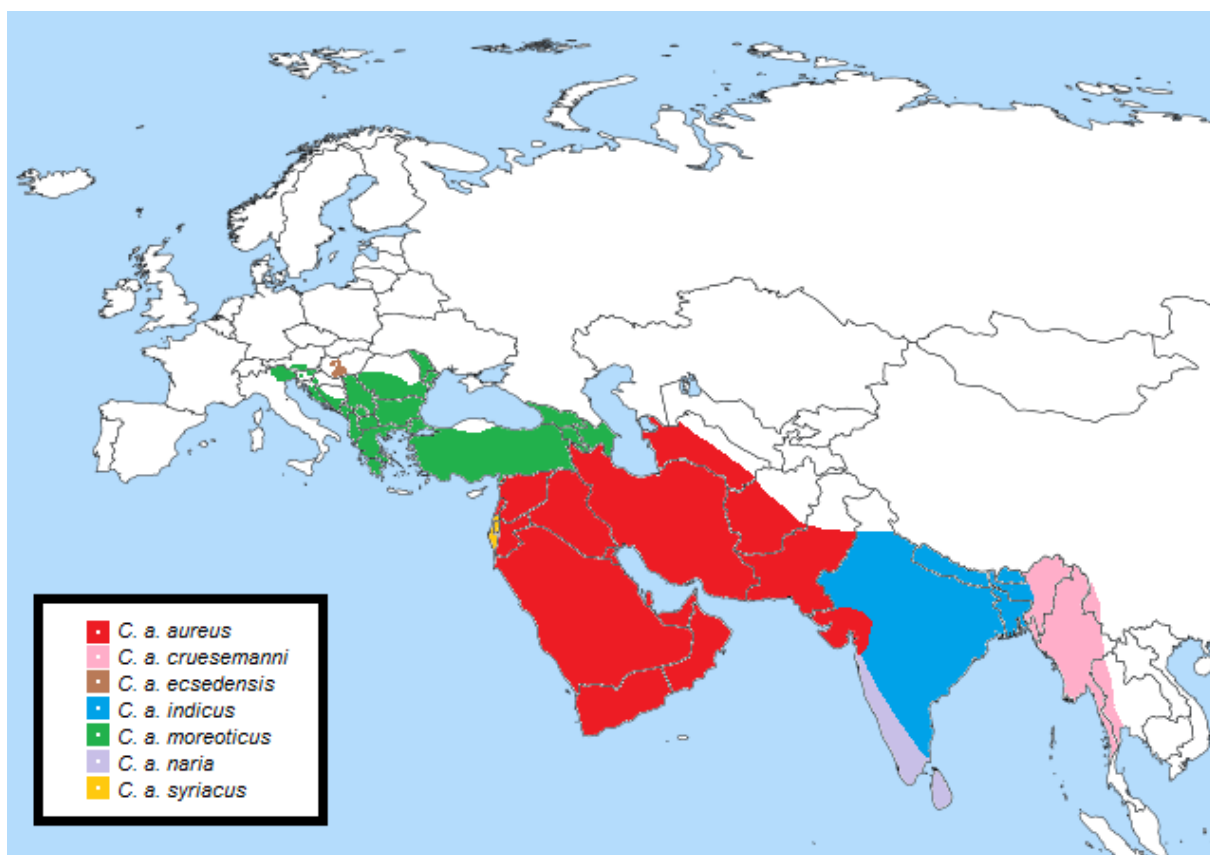 C. a. aureus
C. a. cruesemanni
C. a. ecsedensis
C. a. indicus
C. a. moreoticus
C. a. naria
C. a. syriacus